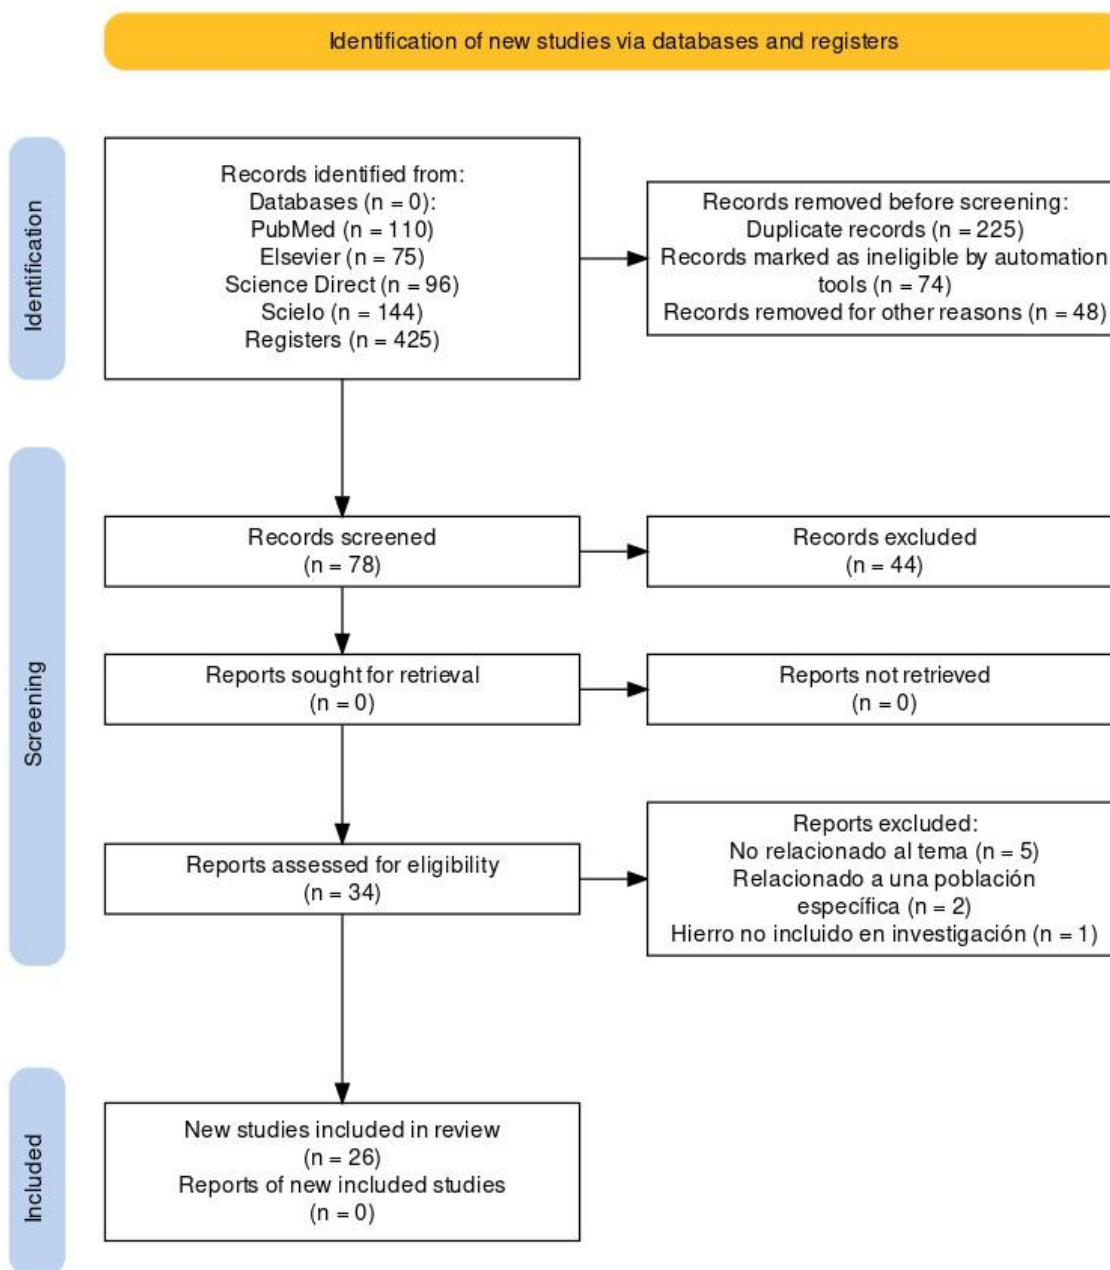 Identification of new studies via databases and registers
Identification
Records identified from:
Databases (n = 0):
PubMed (n = 110)
Elsevier (n = 75)
Science Direct (n = 96)
Scielo (n = 144)
Registers (n = 425)
Records removed before screening:
Duplicate records (n = 225)
Records marked as ineligible by automation
tools (n = 74)
Records removed for other reasons (n = 48)
Screening
Records screened
(n = 78)
Records excluded
(n = 44)
Reports sought for retrieval
(n = 0)
Reports not retrieved
(n = 0)
Reports assessed for eligibility
(n = 34)
Reports excluded:
No relacionado al tema (n = 5)
Relacionado a una población
específica (n = 2)
Hierro no incluido en investigación (n = 1)
Included
New studies included in review
(n = 26)
Reports of new included studies
(n = 0)